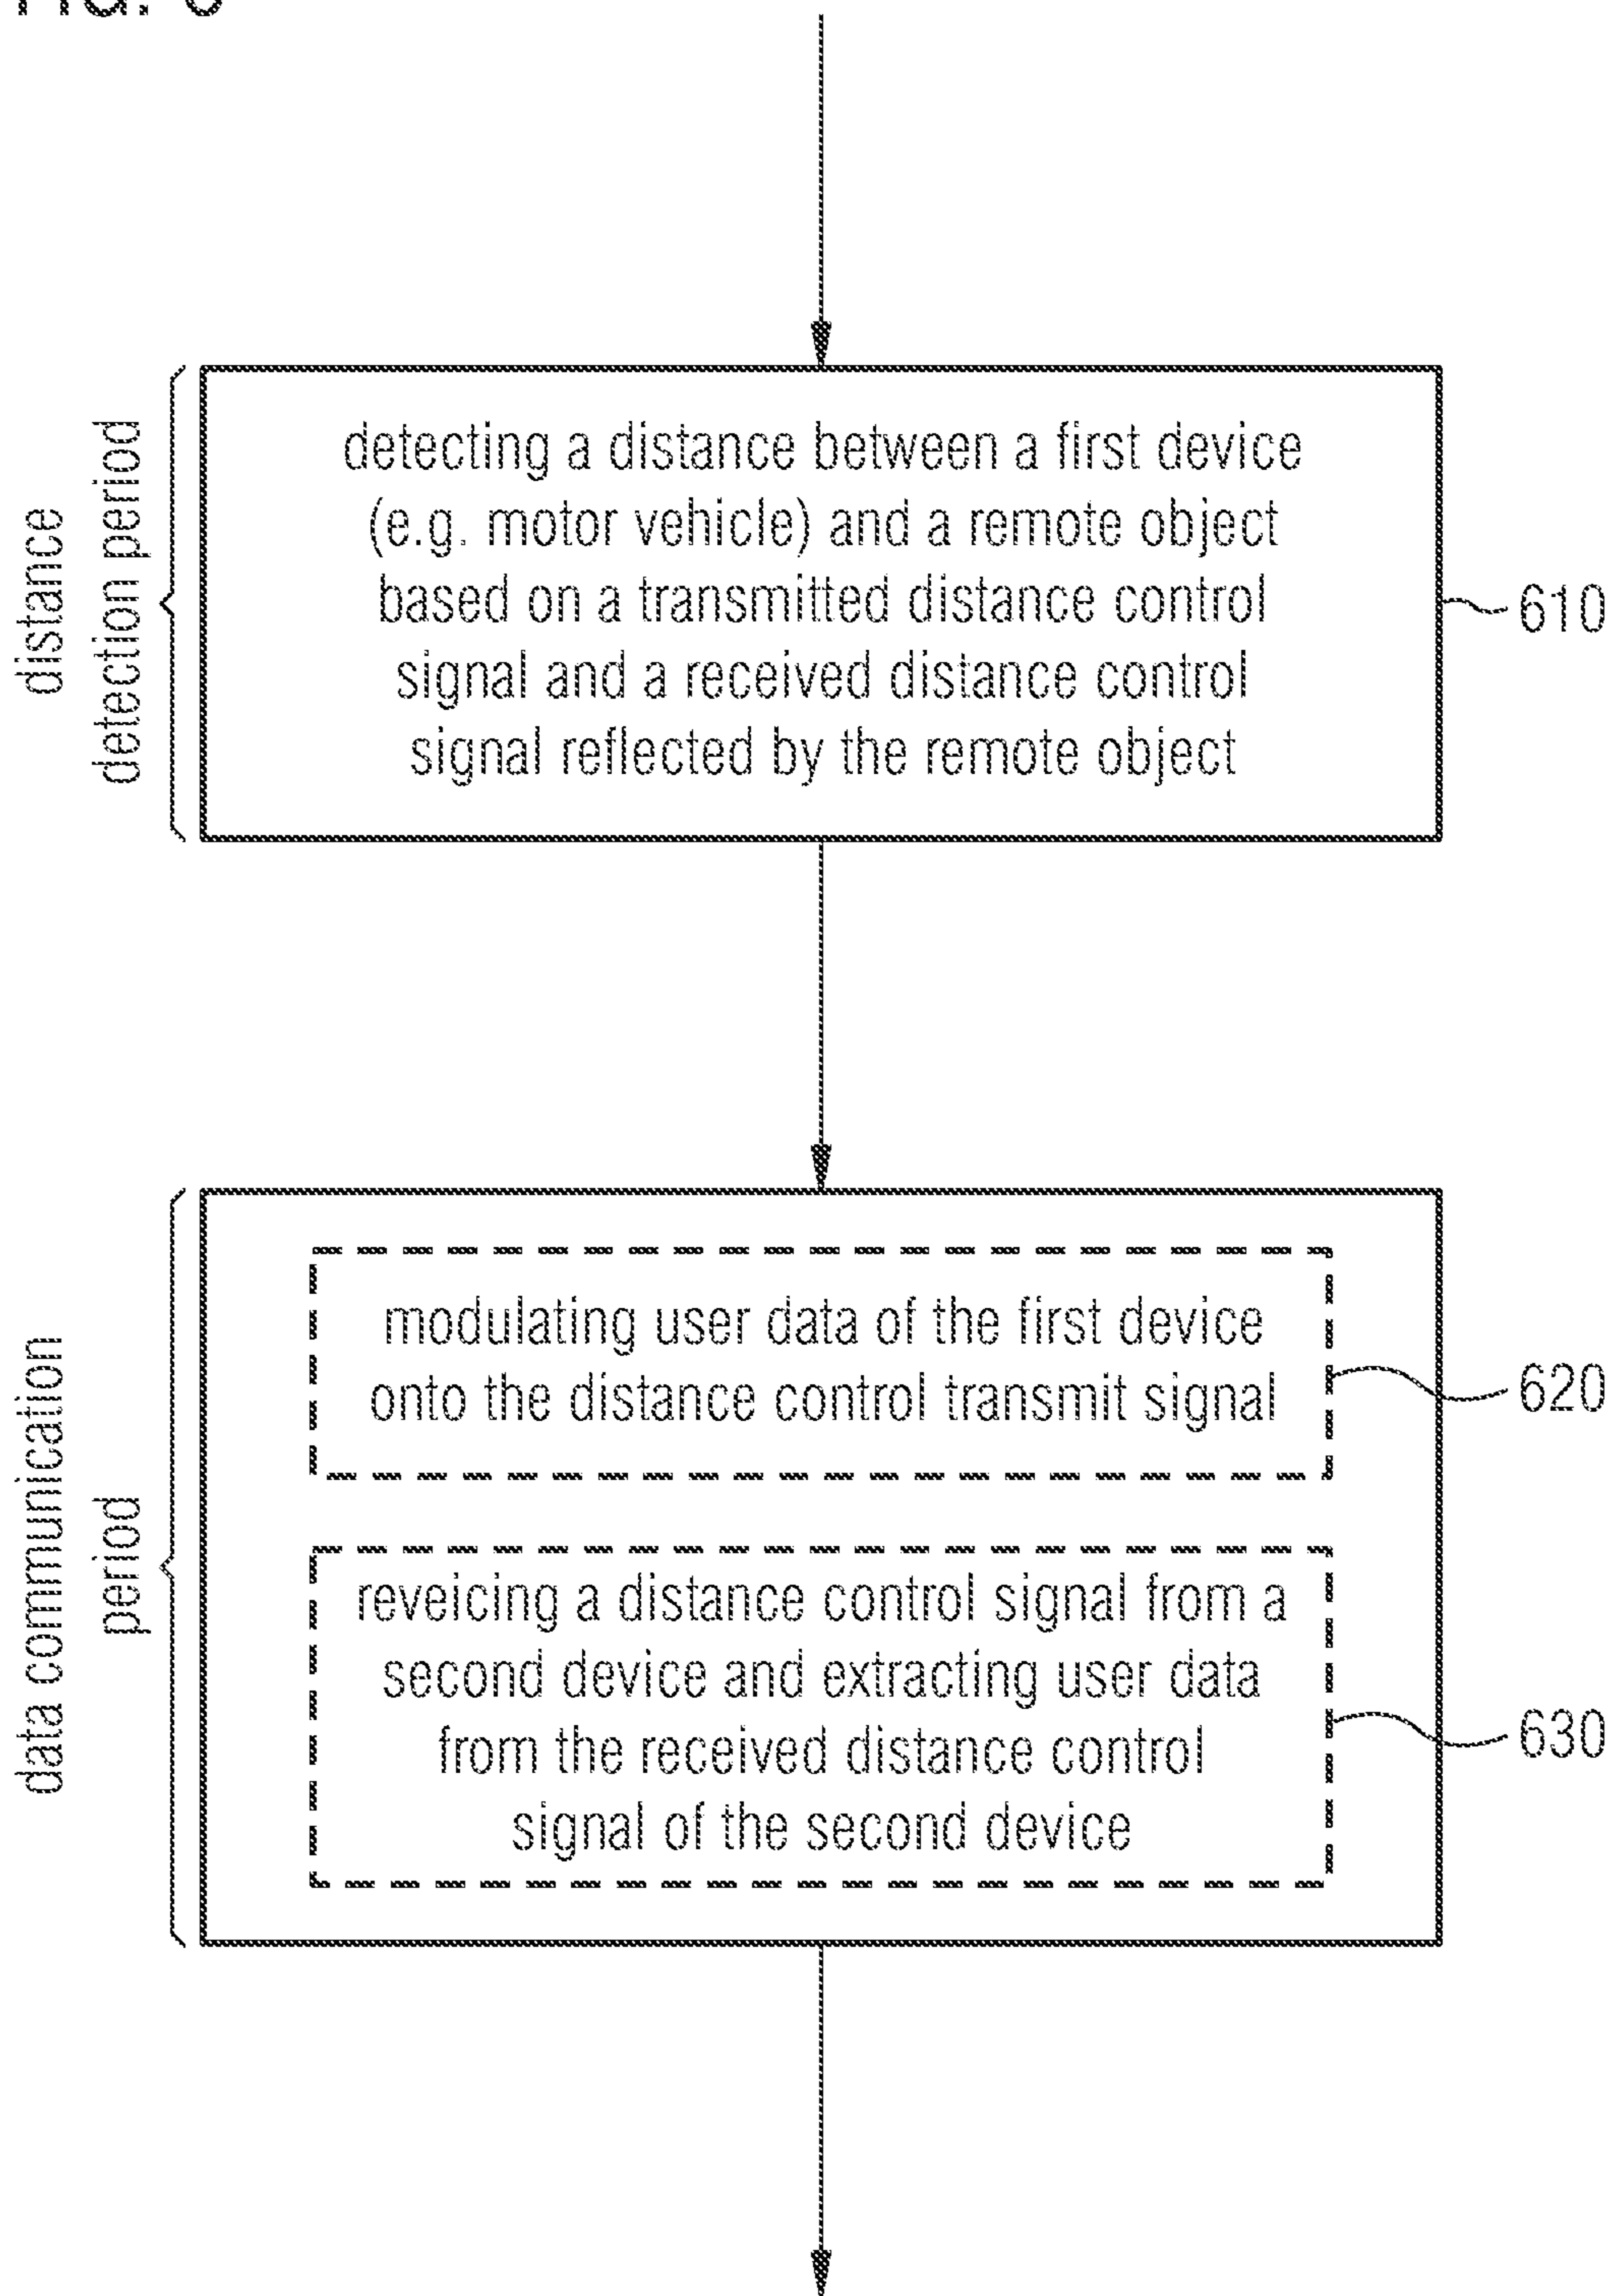 distance
detection period
detecting a distance between a first device
(e.g. motor vehicle) and a remote object
based on a transmitted distance control
signal and a received distance control
signal reflected by the remote object
610
data communication
period
modulating user data of the first device
onto the distance control transmit signal
620
reveicing a distance control signal from a
second device and extracting user data
from the received distance control
signal of the second device
630